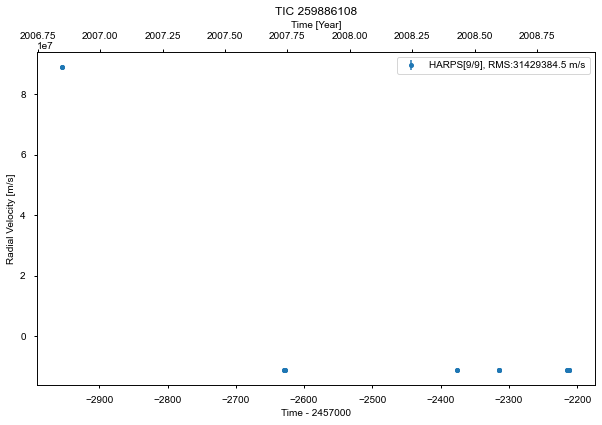 TIC 259886108
Time [Year]
2006.75 2007.00 2007.25 2007.50 2007.75 2008.00 2008.25 2008.50 2008.75
1e7
HARPS[9/9], RMS:31429384.5 m/s
8
6
4
2
0
Radial Velocity [m/s]
−2900 −2800 −2700 −2600 −2500 −2400 −2300 −2200
Time - 2457000